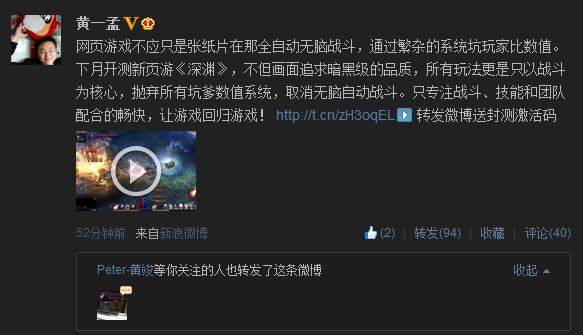 黄一孟
网页游戏不应只是张纸片在那全自动无脑战斗，通过繁杂的系统坑玩家比数值。
下月开测新页游《深渊》，不但画面追求暗黑级的品质，所有玩法更是只以战斗
为核心，抛弃所有坑爹数值系统，取消无脑自动战斗。只专注战斗、技能和团队
配合的畅快，让游戏回归游戏！ http://t.cn/zH3oqEL 转发微博送封测激活码
52分钟前 来自新浪微博 (2) | 转发(94) | 收藏 | 评论(40)
Peter-黄竣等你关注的人也转发了这条微博 收起